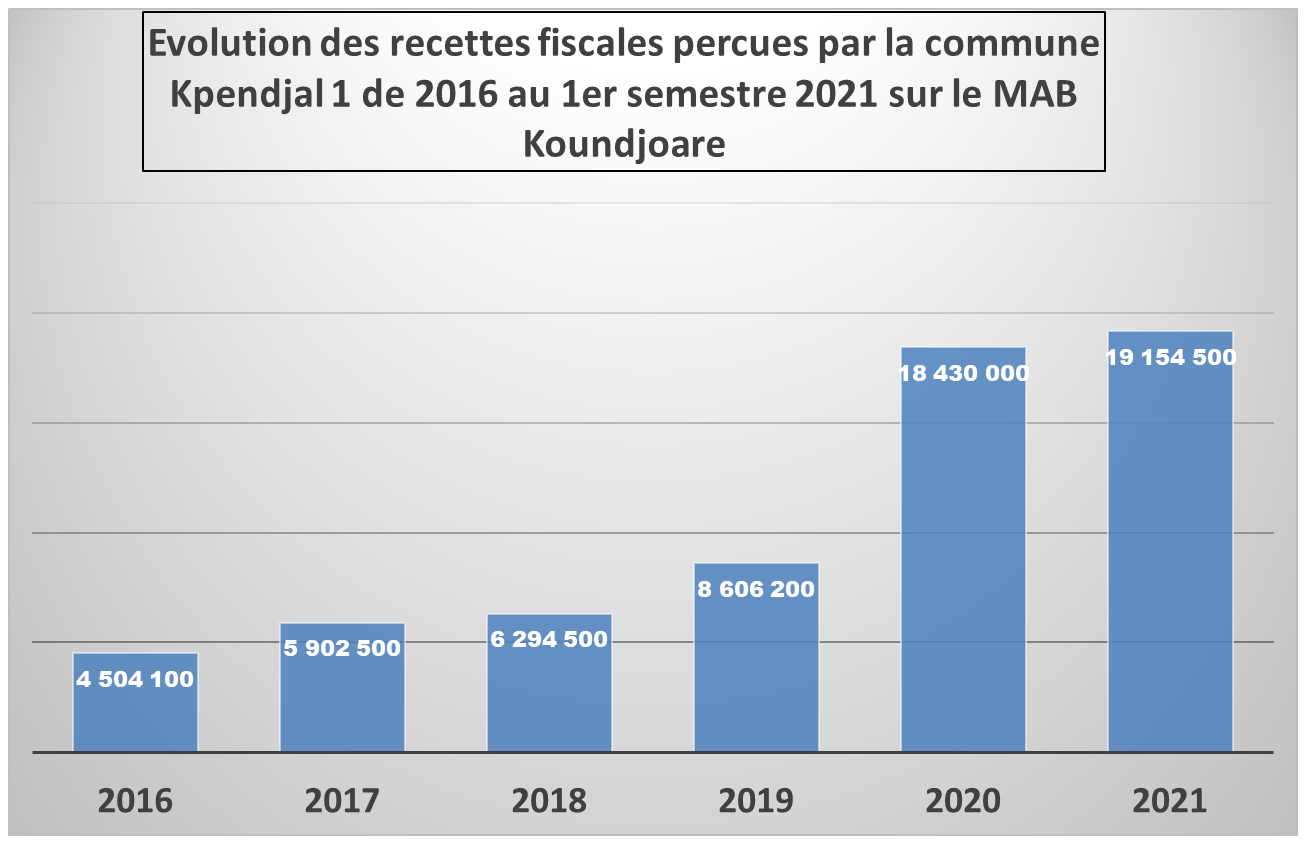 Evolution des recettes fiscales percues par la commune
Kpendjal 1 de 2016 au 1er semestre 2021 sur le MAB
Koundjoare
4 504 100
5 902 500
6 294 500
8 606 200
18 430 000
19 154 500
2016
2017
2018
2019
2020
2021